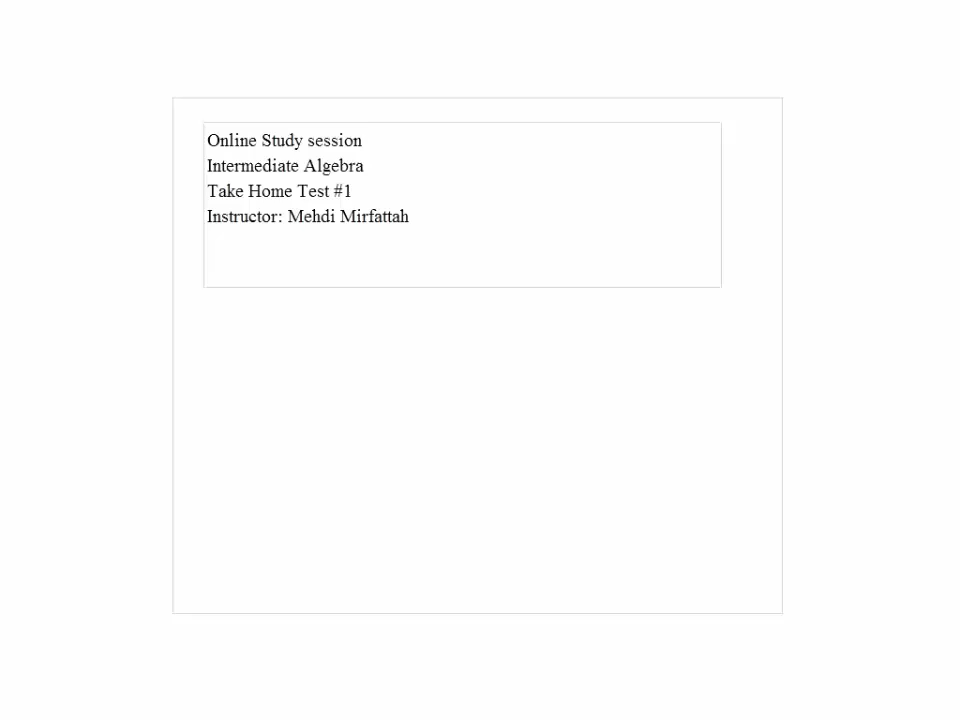 Online Study session
Intermediate Algebra
Take Home Test #1
Instructor: Mehdi Mirfattah